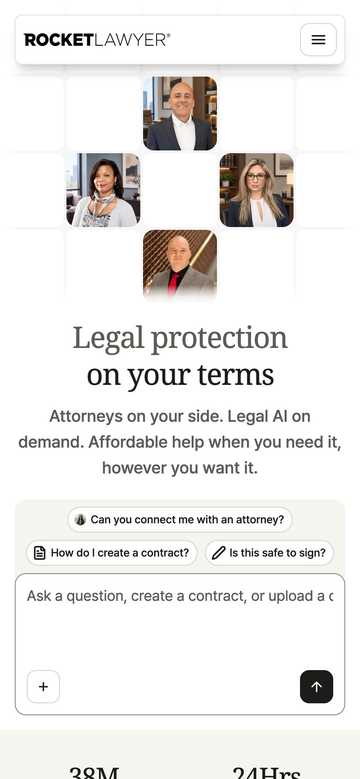 ROCKETLAWYER®
Legal protection
on your terms
Attorneys on your side. Legal AI on
demand. Affordable help when you need it,
however you want it.
Can you connect me with an attorney?
How do I create a contract?
Is this safe to sign?
Ask a question, create a contract, or upload a c
38M
24Hrs